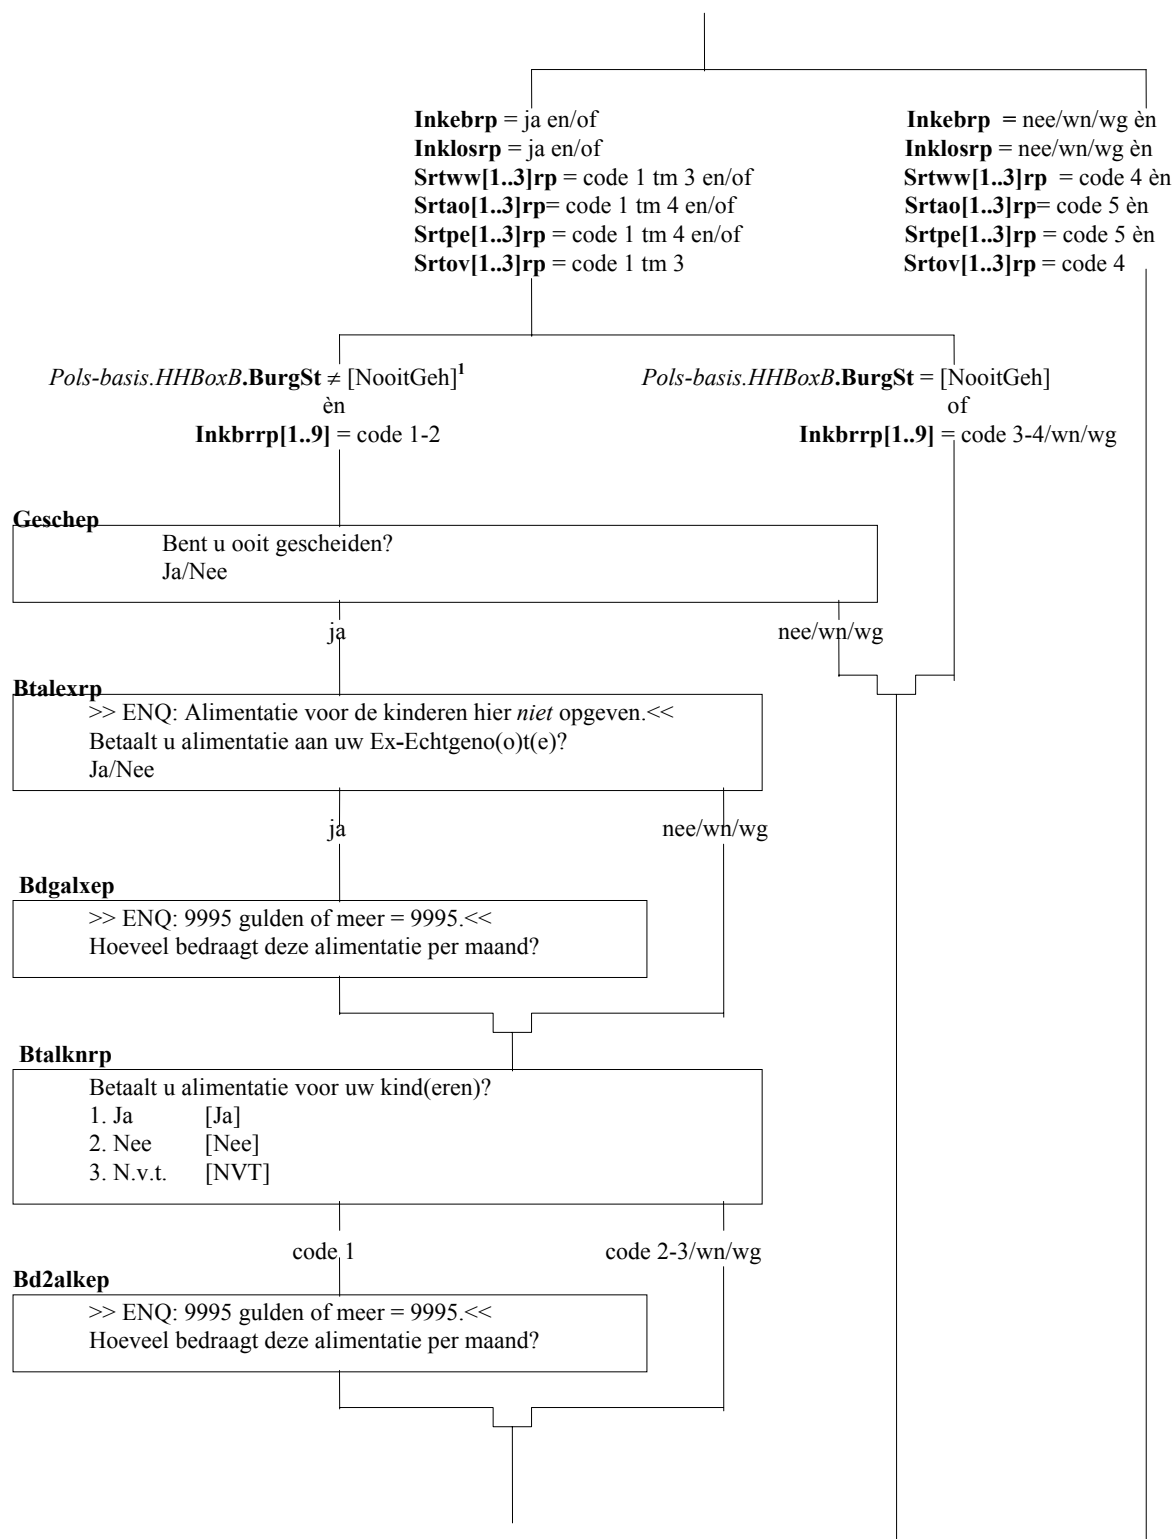 Inkebrp = ja en/of
Inklosrp = ja en/of
Srtww[1..3]rp = code 1 tm 3 en/of
Srtao[1..3]rp= code 1 tm 4 en/of
Srtpe[1..3]rp = code 1 tm 4 en/of
Srtov[1..3]rp = code 1 tm 3
Inkebrp = nee/wn/wg èn
Inklosrp = nee/wn/wg èn
Srtww[1..3]rp = code 4 èn
Srtao[1..3]rp= code 5 èn
Srtpe[1..3]rp = code 5 èn
Srtov[1..3]rp = code 4
Pols-basis.HHBoxB.BurgSt ≠ [NooitGeh]¹
èn
Inkbrrp[1..9] = code 1-2
Pols-basis.HHBoxB.BurgSt = [NooitGeh]
of
Inkbrrp[1..9] = code 3-4/wn/wg
Geschep
Bent u ooit gescheiden?
Ja/Nee
ja
nee/wn/wg
Btalexrp
>> ENQ: Alimentatie voor de kinderen hier niet opgeven.<<
Betaalt u alimentatie aan uw Ex-Echtgeno(o)t(e)?
Ja/Nee
ja
nee/wn/wg
Bdgalxep
>> ENQ: 9995 gulden of meer = 9995.<<
Hoeveel bedraagt deze alimentatie per maand?
Btalknrp
Betaalt u alimentatie voor uw kind(eren)?
1. Ja [Ja]
2. Nee [Nee]
3. N.v.t. [NVT]
code 1
code 2-3/wn/wg
Bd2alkep
>> ENQ: 9995 gulden of meer = 9995.<<
Hoeveel bedraagt deze alimentatie per maand?